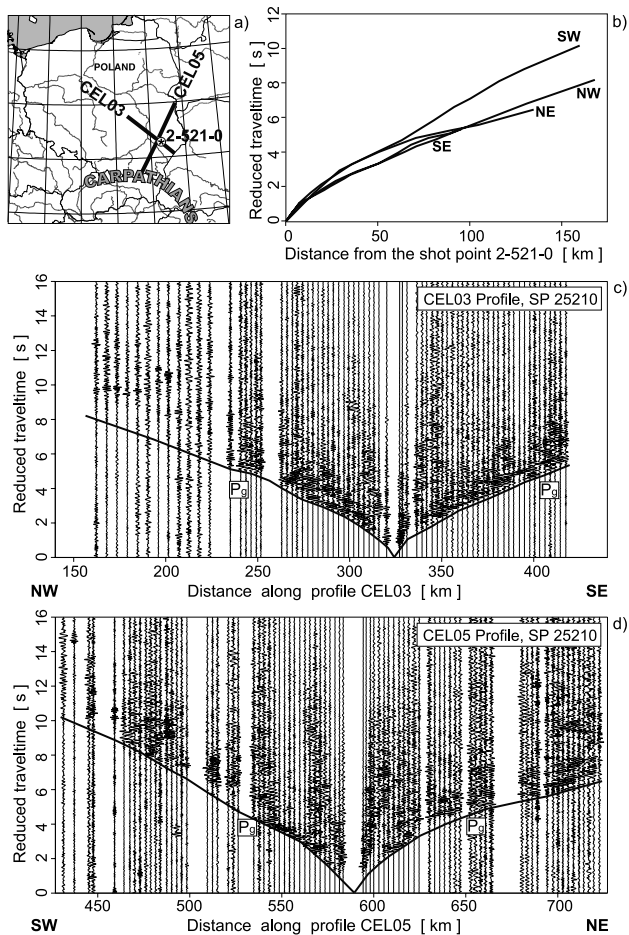 a)
POLAND
CEL03
CEL05
2-521-0
CARPATHIANS
b)
Reduced traveltime [ s ]
12
10
8
6
4
2
0
SW
NW
NE
SE
0 50 100 150
Distance from the shot point 2-521-0 [ km ]
c)
CEL03 Profile, SP 25210
Reduced traveltime [ s ]
16
14
12
10
8
6
4
2
0
Pg
Pg
150 200 250 300 350 400
NW Distance along profile CEL03 [ km ] SE
d)
CEL05 Profile, SP 25210
Reduced traveltime [ s ]
16
14
12
10
8
6
4
2
0
Pg
Pg
450 500 550 600 650 700
SW Distance along profile CEL05 [ km ] NE